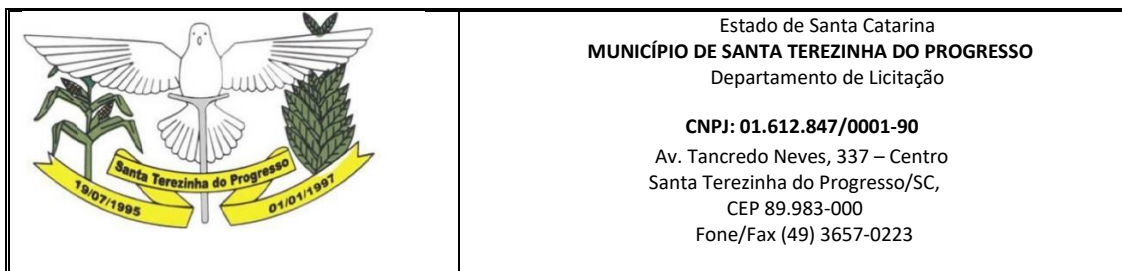 19/07/1995
Santa Terezinha do Progresso
01/01/1997
Estado de Santa Catarina
MUNICÍPIO DE SANTA TEREZINHA DO PROGRESSO
Departamento de Licitação
CNPJ: 01.612.847/0001-90
Av. Tancredo Neves, 337 – Centro
Santa Terezinha do Progresso/SC,
CEP 89.983-000
Fone/Fax (49) 3657-0223